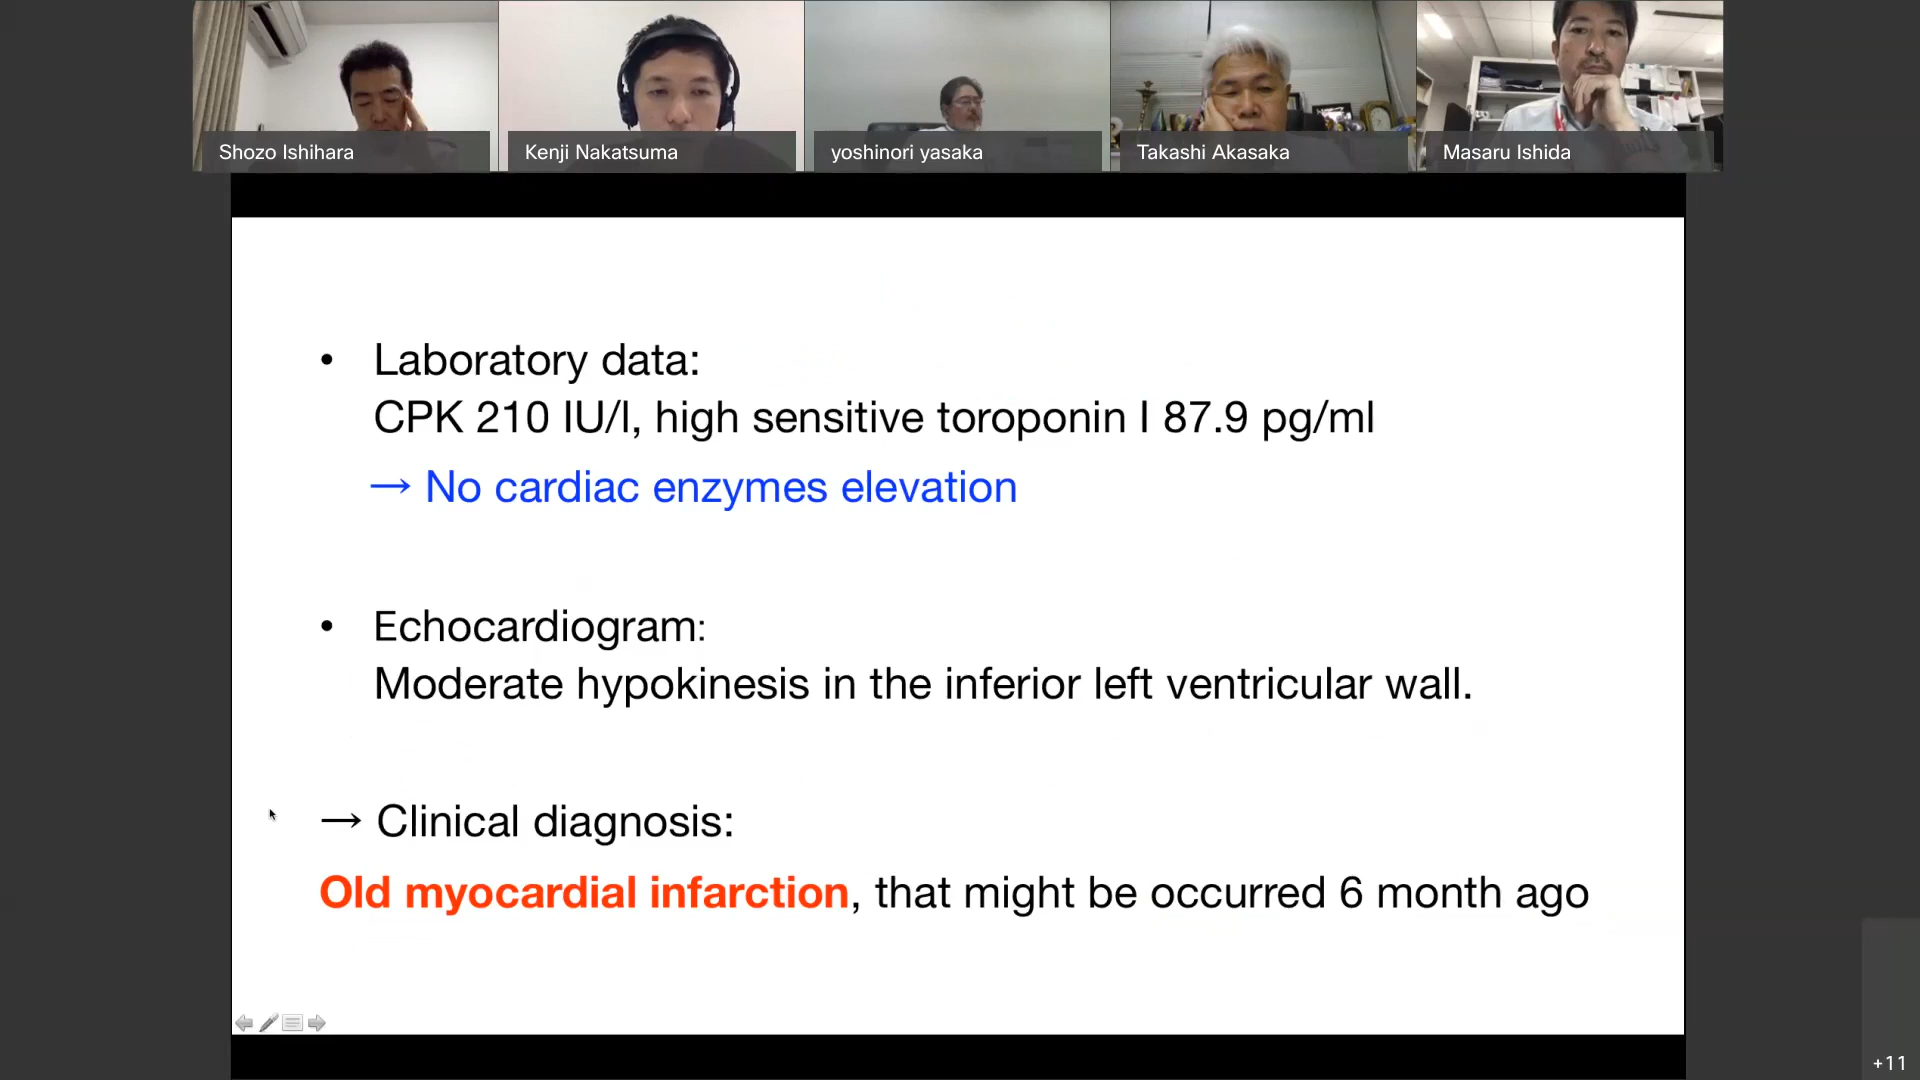 Shozo Ishihara
Kenji Nakatsuma
yoshinori yasaka
Takashi Akasaka
Masaru Ishida
• Laboratory data:
CPK 210 IU/l, high sensitive toroponin I 87.9 pg/ml
→ No cardiac enzymes elevation
• Echocardiogram:
Moderate hypokinesis in the inferior left ventricular wall.
→ Clinical diagnosis:
Old myocardial infarction, that might be occurred 6 month ago
+11